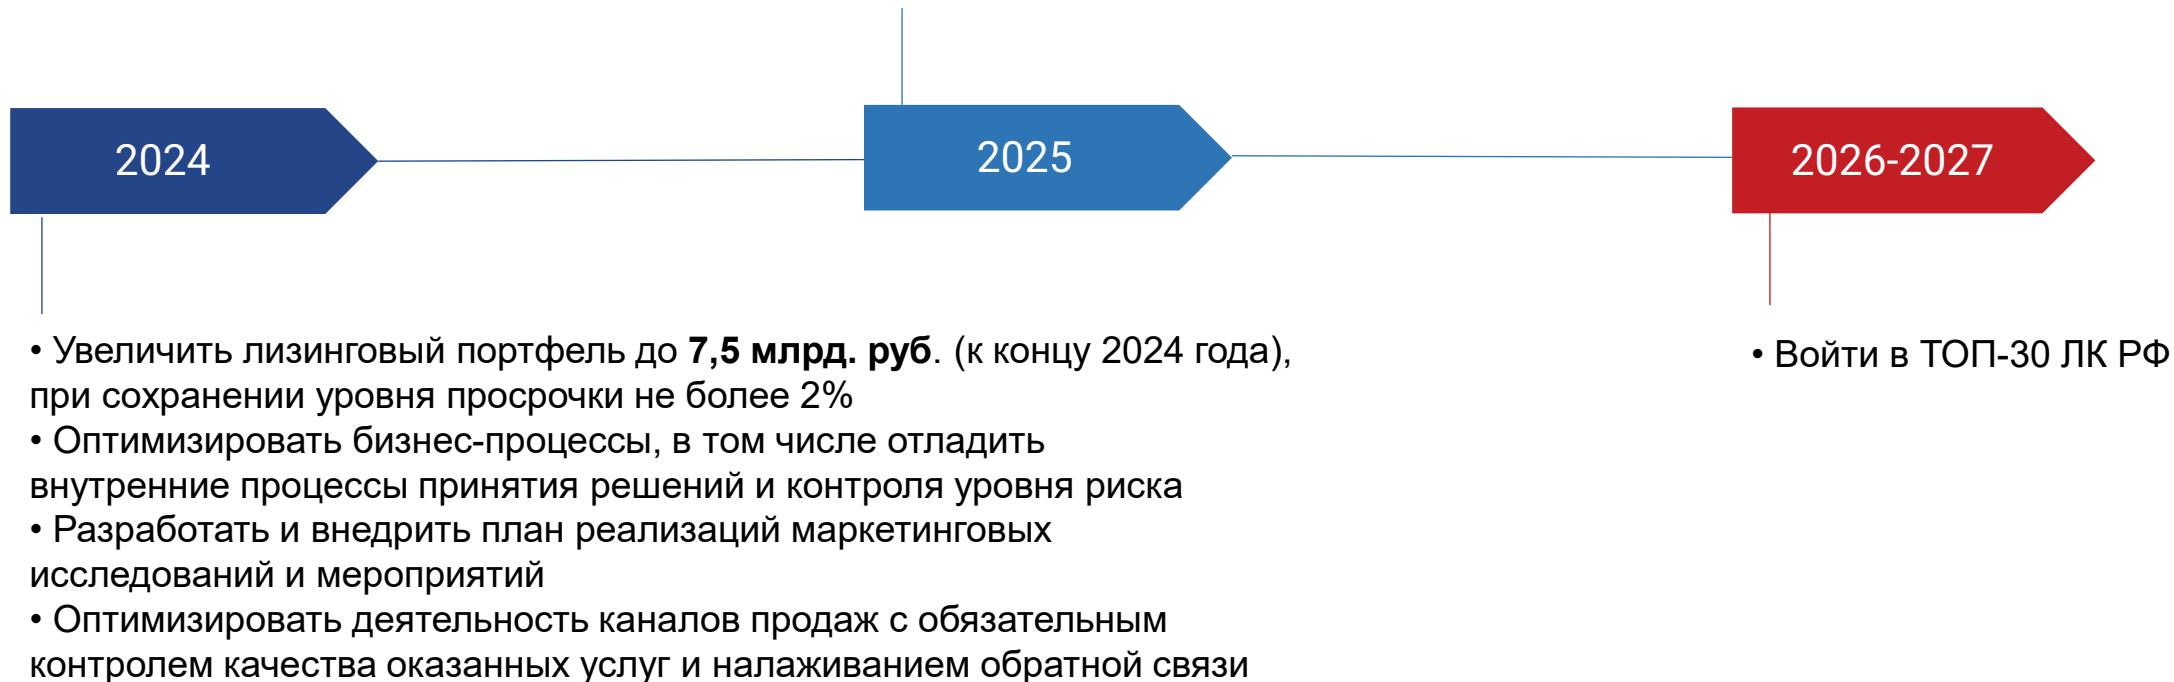 2024
2025
2026-2027
• Увеличить лизинговый портфель до 7,5 млрд. руб. (к концу 2024 года),
при сохранении уровня просрочки не более 2%
• Оптимизировать бизнес-процессы, в том числе отладить
внутренние процессы принятия решений и контроля уровня риска
• Разработать и внедрить план реализаций маркетинговых
исследований и мероприятий
• Оптимизировать деятельность каналов продаж с обязательным
контролем качества оказанных услуг и налаживанием обратной связи
• Войти в ТОП-30 ЛК РФ